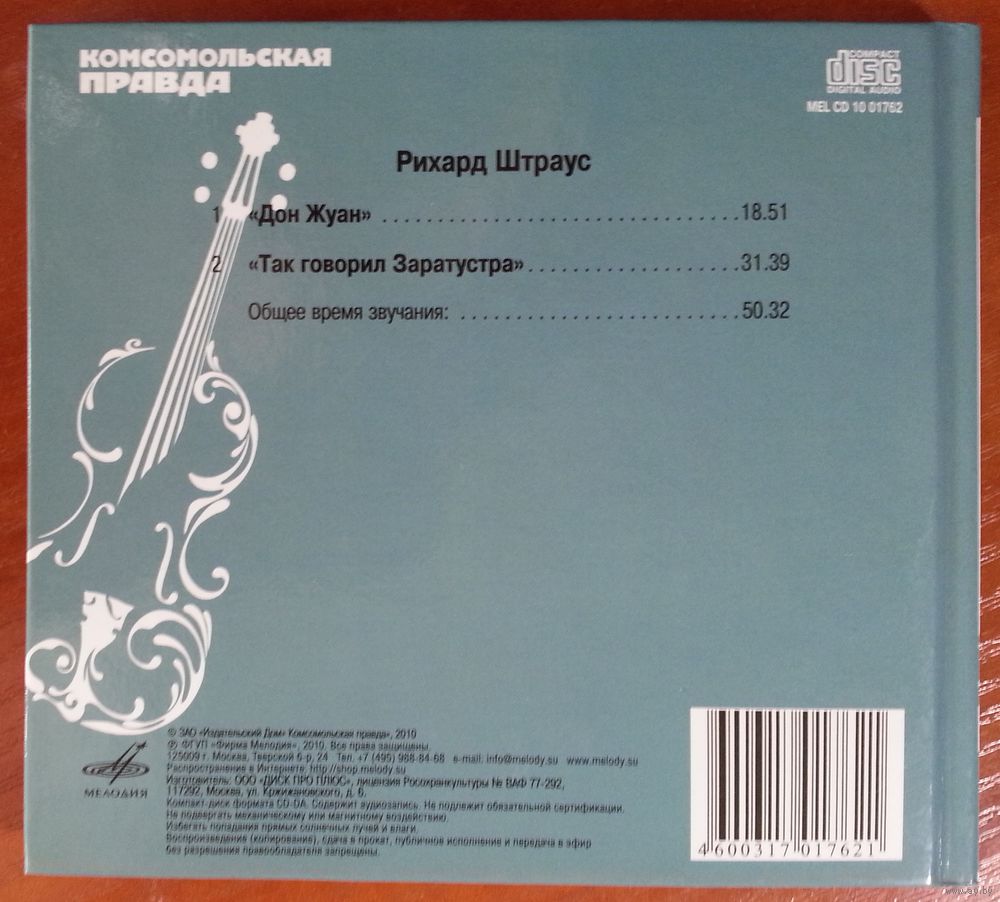 КОМСОМОЛЬСКАЯ
ПРАВДА
COMPACT
disc
DIGITAL AUDIO
MEL CD 10 01762
Рихард Штраус
1 «Дон Жуан» ................................. 18.51
2 «Так говорил Заратустра» ........................ 31.39
Общее время звучания: ........................... 50.32
© ЗАО «Издательский Дом» Комсомольская правда», 2010
℗ ФГУП «Фирма Мелодия», 2010. Все права защищены.
125009 г. Москва, Тверской б-р, 24 Тел. +7 (495) 988-84-68 e-mail: info@melody.su www.melody.su
Распространение в Интернете: http://shop.melody.su
Изготовитель: ООО «ДИСК ПРО ПЛЮС», лицензия Росохранкультуры № ВАФ 77-292,
117292, Москва, ул. Кржижановского, д. 6.
Компакт-диск формата CD-DA. Содержит аудиозапись. Не подлежит обязательной сертификации.
Не подвергать механическому или магнитному воздействию.
Избегать попадания прямых солнечных лучей и влаги.
Воспроизведение (копирование), сдача в прокат, публичное исполнение и передача в эфир
без разрешения правообладателя запрещены.
МЕЛОДИЯ
4 600317 017621
www.ay.by